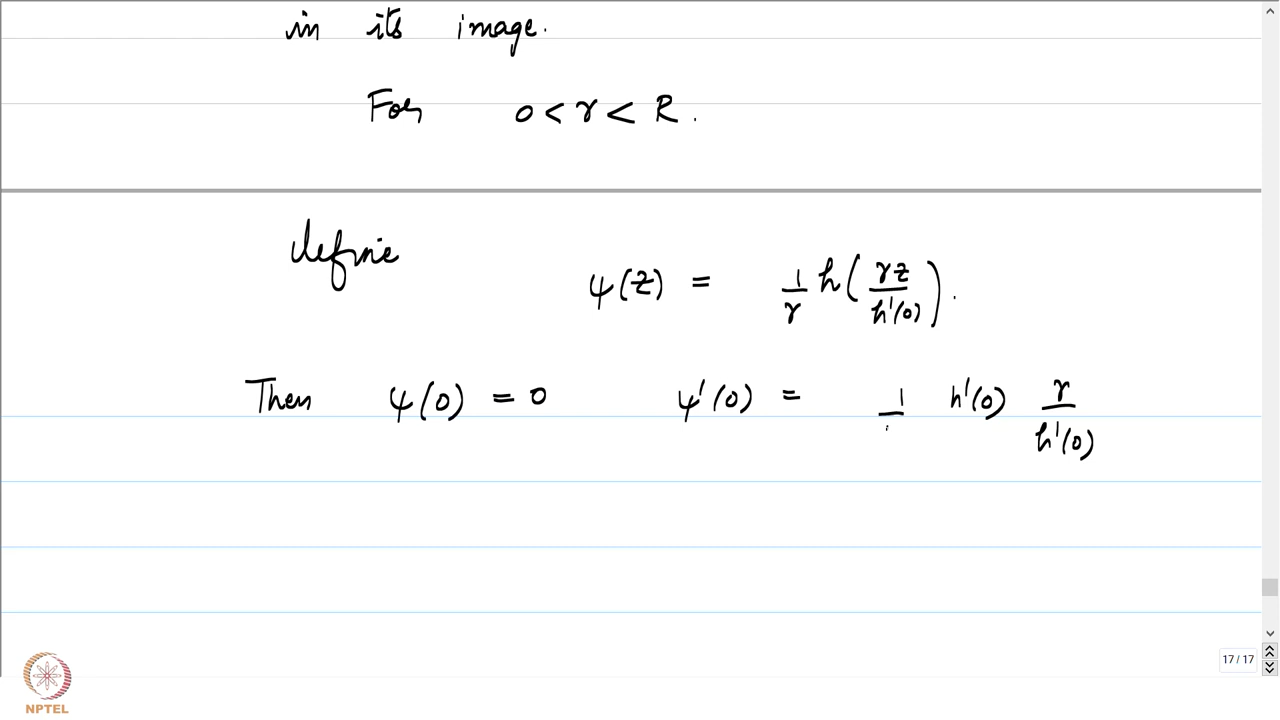 in its image.
For 0 < r < R.
define
ψ(z) = 1/r h(rz/h'(0)).
Then ψ(0) = 0 ψ'(0) = 1/ h'(0) r/h'(0)
17 / 17
NPTEL